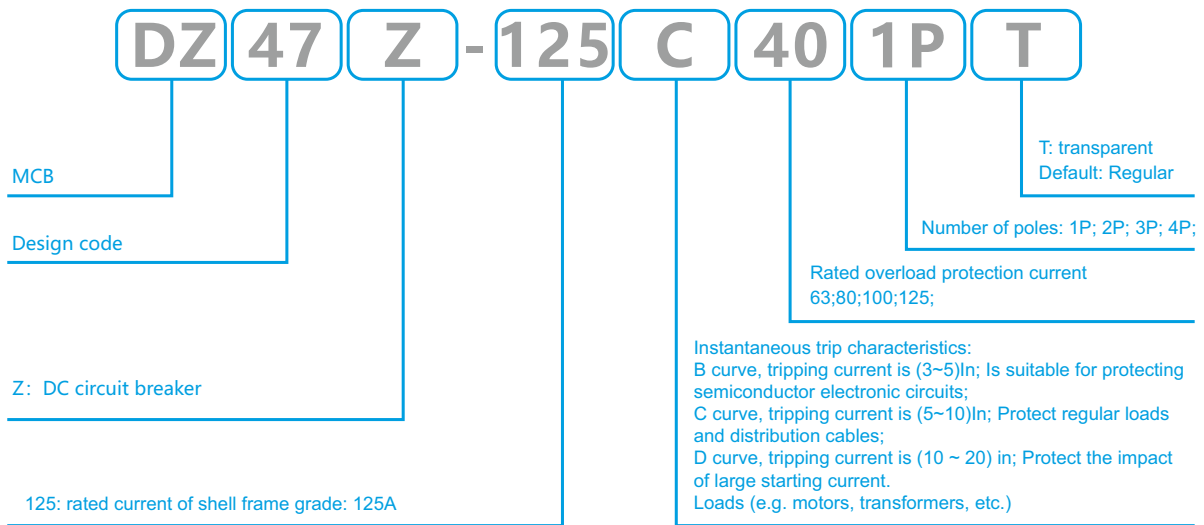 DZ 47 Z - 125 C 40 1P T
T: transparent
Default: Regular
MCB
Number of poles: 1P; 2P; 3P; 4P;
Design code
Rated overload protection current
63;80;100;125;
Instantaneous trip characteristics:
B curve, tripping current is (3~5)In; Is suitable for protecting
semiconductor electronic circuits;
C curve, tripping current is (5~10)In; Protect regular loads
and distribution cables;
D curve, tripping current is (10 ~ 20) in; Protect the impact
of large starting current.
Loads (e.g. motors, transformers, etc.)
Z: DC circuit breaker
125: rated current of shell frame grade: 125A